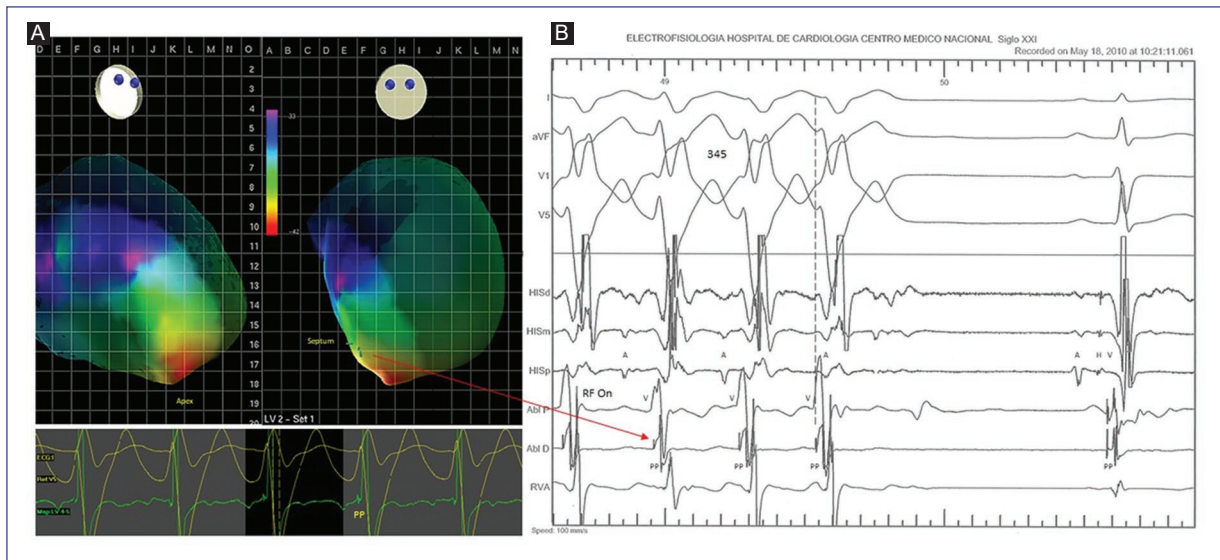 A
D E F G H I J K L M N O A B C D E F G H I J K L M N
2
3
4
5
6
7
8
9
10
11
12
13
14
15
16
17
18
19
20
-42
Septum
Apex
LV 2 – Set 1
ECG I
PP
B
ELECTROFISIOLOGIA HOSPITAL DE CARDIOLOGIA CENTRO MEDICO NACIONAL Siglo XXI
Recorded on May 18, 2010 at 10:21:11.061
49 50
I
aVF
345
V1
V5
HISd
HISm
A A A A H V
HISp
RF On
V V V
Abl P
Abl D
PP PP PP PP
RVA
Speed: 100 mm/s